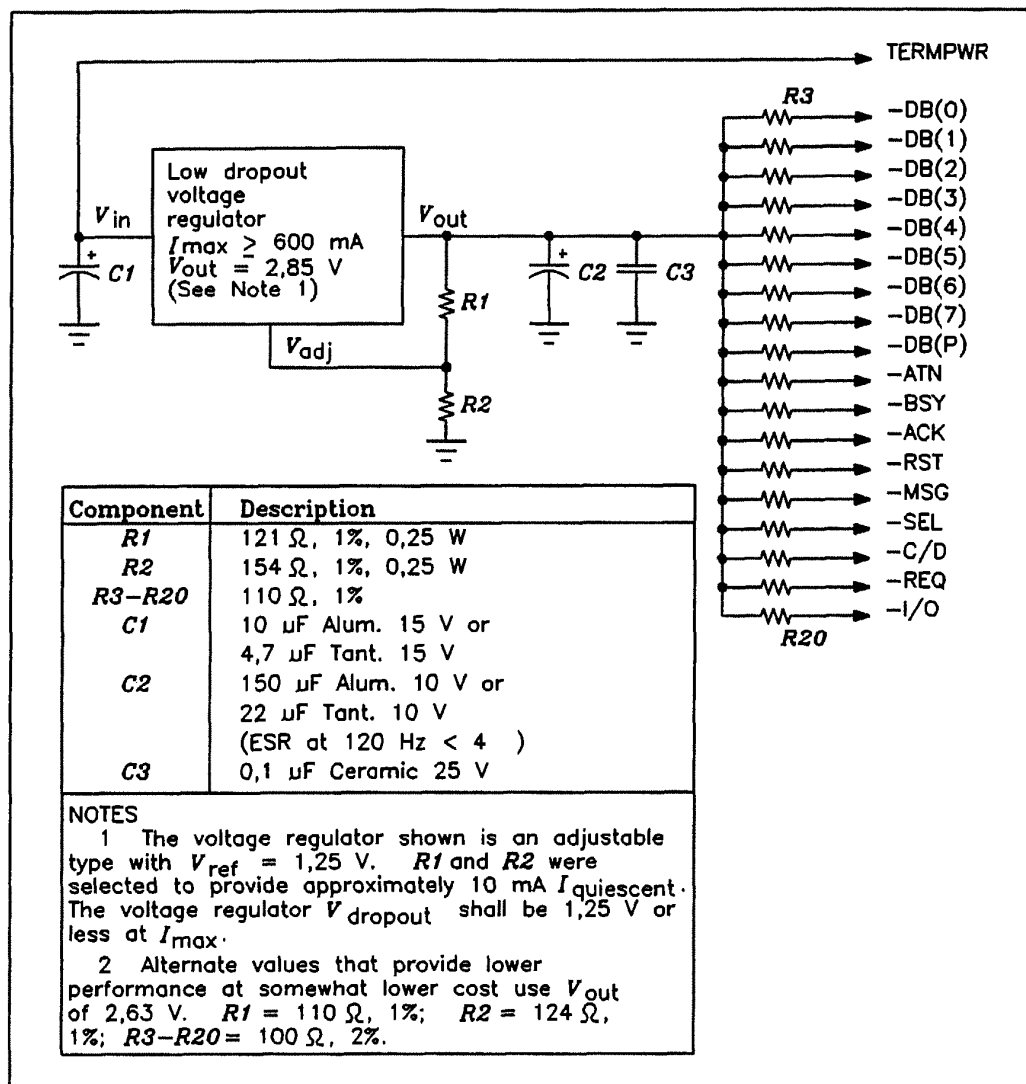 TERMPWR
R3
-DB(0)
-DB(1)
-DB(2)
-DB(3)
-DB(4)
-DB(5)
-DB(6)
-DB(7)
-DB(P)
-ATN
-BSY
-ACK
-RST
-MSG
-SEL
-C/D
-REQ
-I/O
R20
Vin
Low dropout
voltage
regulator
Imax ≥ 600 mA
Vout = 2,85 V
(See Note 1)
Vout
+
C1
Vadj
R1
R2
+
C2
C3
Component Description
R1 121 Ω, 1%, 0,25 W
R2 154 Ω, 1%, 0,25 W
R3-R20 110 Ω, 1%
C1 10 µF Alum. 15 V or
4,7 µF Tant. 15 V
C2 150 µF Alum. 10 V or
22 µF Tant. 10 V
(ESR at 120 Hz < 4 )
C3 0,1 µF Ceramic 25 V
NOTES
1 The voltage regulator shown is an adjustable
type with Vref = 1,25 V. R1 and R2 were
selected to provide approximately 10 mA Iquiescent.
The voltage regulator Vdropout shall be 1,25 V or
less at Imax.
2 Alternate values that provide lower
performance at somewhat lower cost use Vout
of 2,63 V. R1 = 110 Ω, 1%; R2 = 124 Ω,
1%; R3-R20 = 100 Ω, 2%.